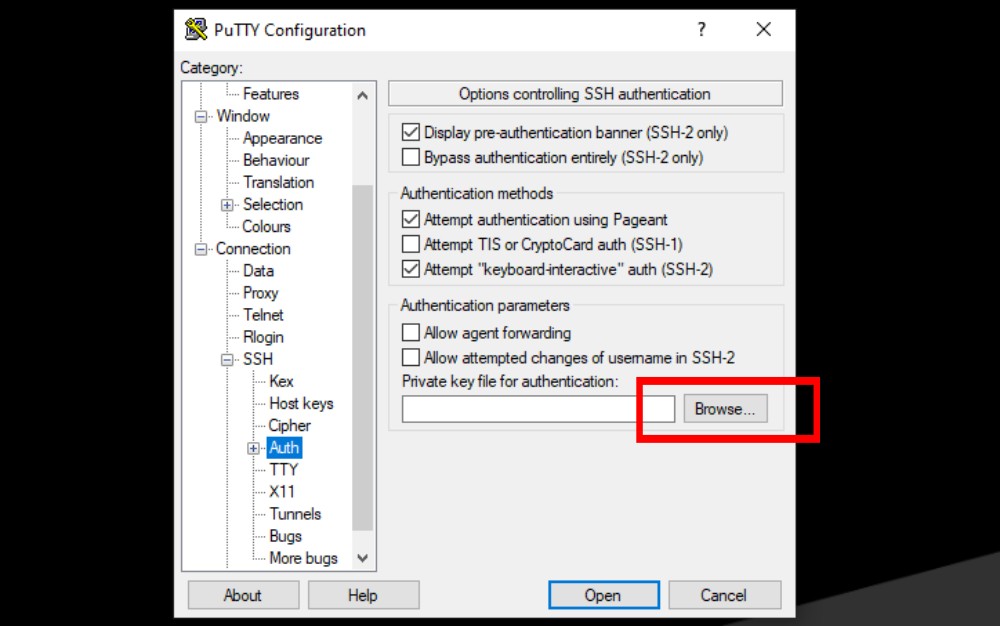 PuTTY Configuration
?
Category:
Features
Window
Appearance
Behaviour
Translation
Selection
Colours
Connection
Data
Proxy
Telnet
Rlogin
SSH
Kex
Host keys
Cipher
Auth
TTY
X11
Tunnels
Bugs
More bugs
Options controlling SSH authentication
Display pre-authentication banner (SSH-2 only)
Bypass authentication entirely (SSH-2 only)
Authentication methods
Attempt authentication using Pageant
Attempt TIS or CryptoCard auth (SSH-1)
Attempt "keyboard-interactive" auth (SSH-2)
Authentication parameters
Allow agent forwarding
Allow attempted changes of username in SSH-2
Private key file for authentication:
Browse...
About
Help
Open
Cancel